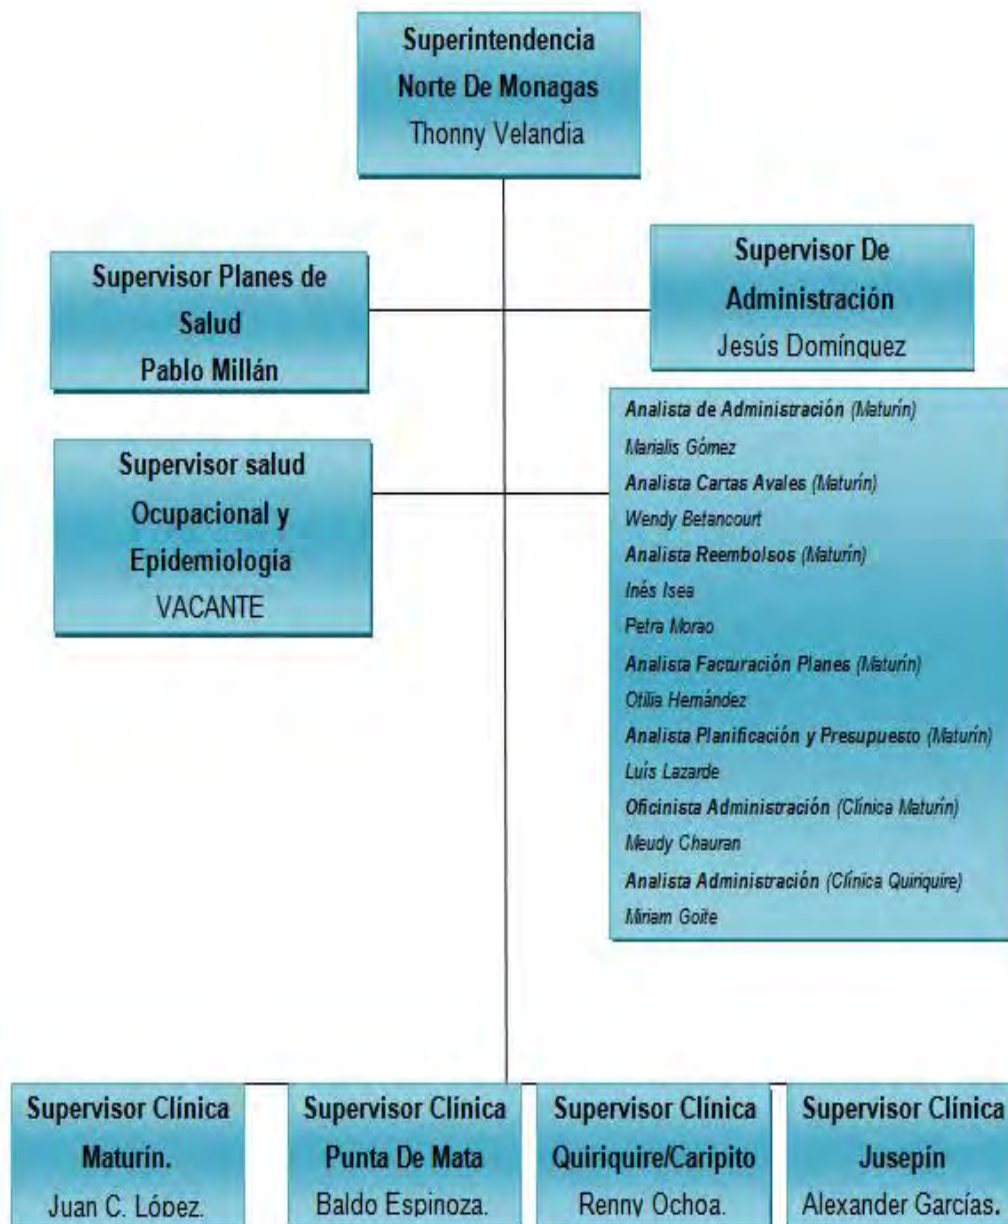 Superintendencia
Norte De Monagas
Thonny Velandia
Supervisor Planes de
Salud
Pablo Millán
Supervisor De
Administración
Jesús Domínguez
Supervisor salud
Ocupacional y
Epidemiología
VACANTE
Analista de Administración (Maturín)
Marialis Gómez
Analista Cartas Avales (Maturín)
Wendy Betancourt
Analista Reembolsos (Maturín)
Inés Isea
Petra Morao
Analista Facturación Planes (Maturín)
Otilia Hernández
Analista Planificación y Presupuesto (Maturín)
Luís Lazarde
Oficinista Administración (Clínica Maturín)
Meudy Chauran
Analista Administración (Clínica Quiriquire)
Miriam Goite
Supervisor Clínica
Maturín.
Juan C. López.
Supervisor Clínica
Punta De Mata
Baldo Espinoza.
Supervisor Clínica
Quiriquire/Caripito
Renny Ochoa.
Supervisor Clínica
Jusepín
Alexander Garcías.